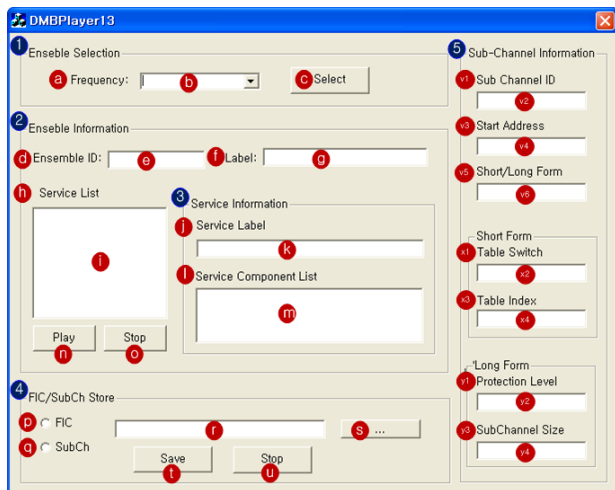 DMBPlayer13
1 Enseble Selection
a Frequency: b c Select
2 Enseble Information
d Ensemble ID: e f Label: g
h Service List
i
n Play
o Stop
3 Service Information
j Service Label
k
l Service Component List
m
4 FIC/SubCh Store
p FIC
q SubCh
r
s ...
t Save
u Stop
5 Sub-Channel Information
v1 Sub Channel ID
v2
v3 Start Address
v4
v5 Short/Long Form
v6
Short Form
x1 Table Switch
x2
x3 Table Index
x4
'Long Form
y1 Protection Level
y2
y3 SubChannel Size
y4